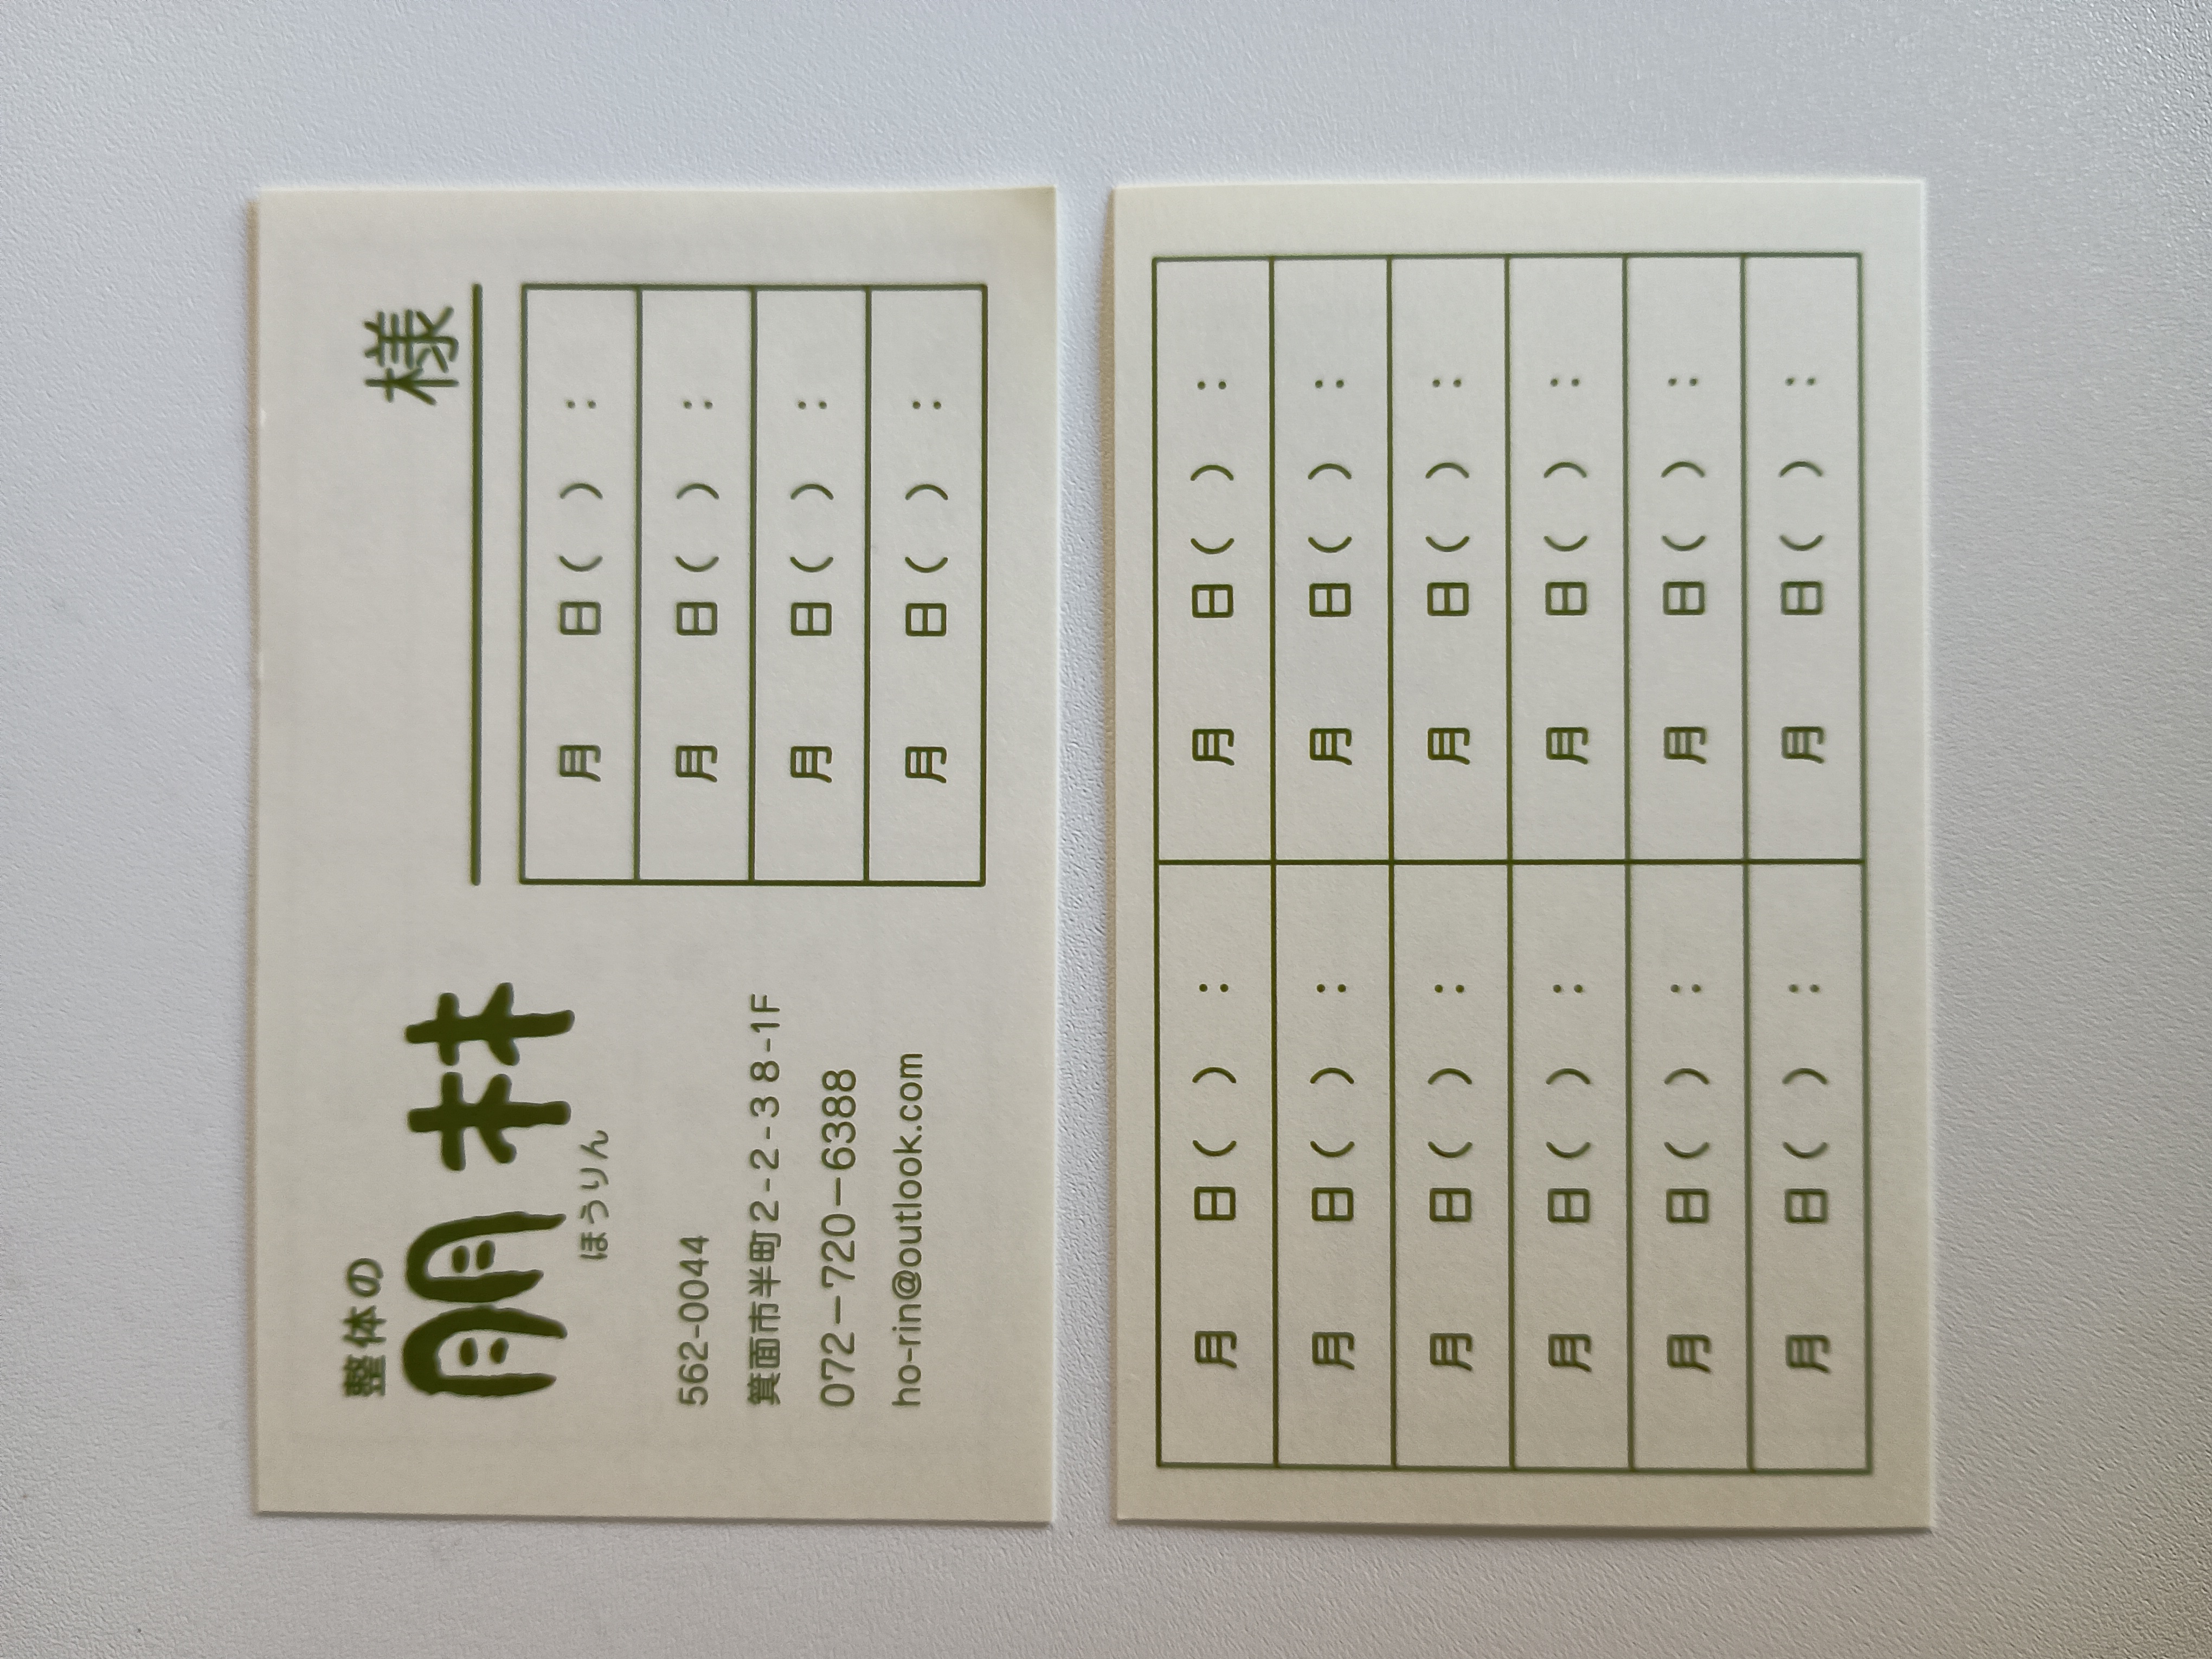 整体の
朋林
ほうりん
562-0044
箕面市半町2-2-38-1F
072-720-6388
ho-rin@outlook.com
様
月 日( ) :
月 日( ) :
月 日( ) :
月 日( ) :
月 日( ) : 月 日( ) :
月 日( ) : 月 日( ) :
月 日( ) : 月 日( ) :
月 日( ) : 月 日( ) :
月 日( ) : 月 日( ) :
月 日( ) : 月 日( ) :